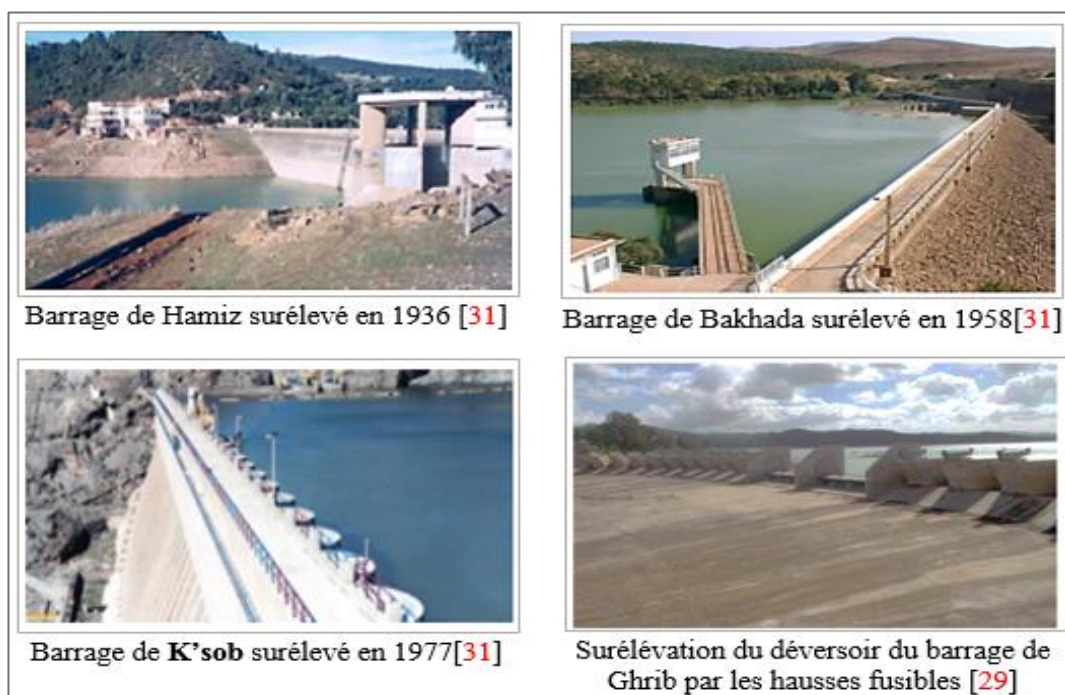 Barrage de Hamiz surélevé en 1936 [31]
Barrage de Bakhada surélevé en 1958[31]
Barrage de K’sob surélevé en 1977[31]
Surélévation du déversoir du barrage de
Ghrib par les hausses fusibles [29]